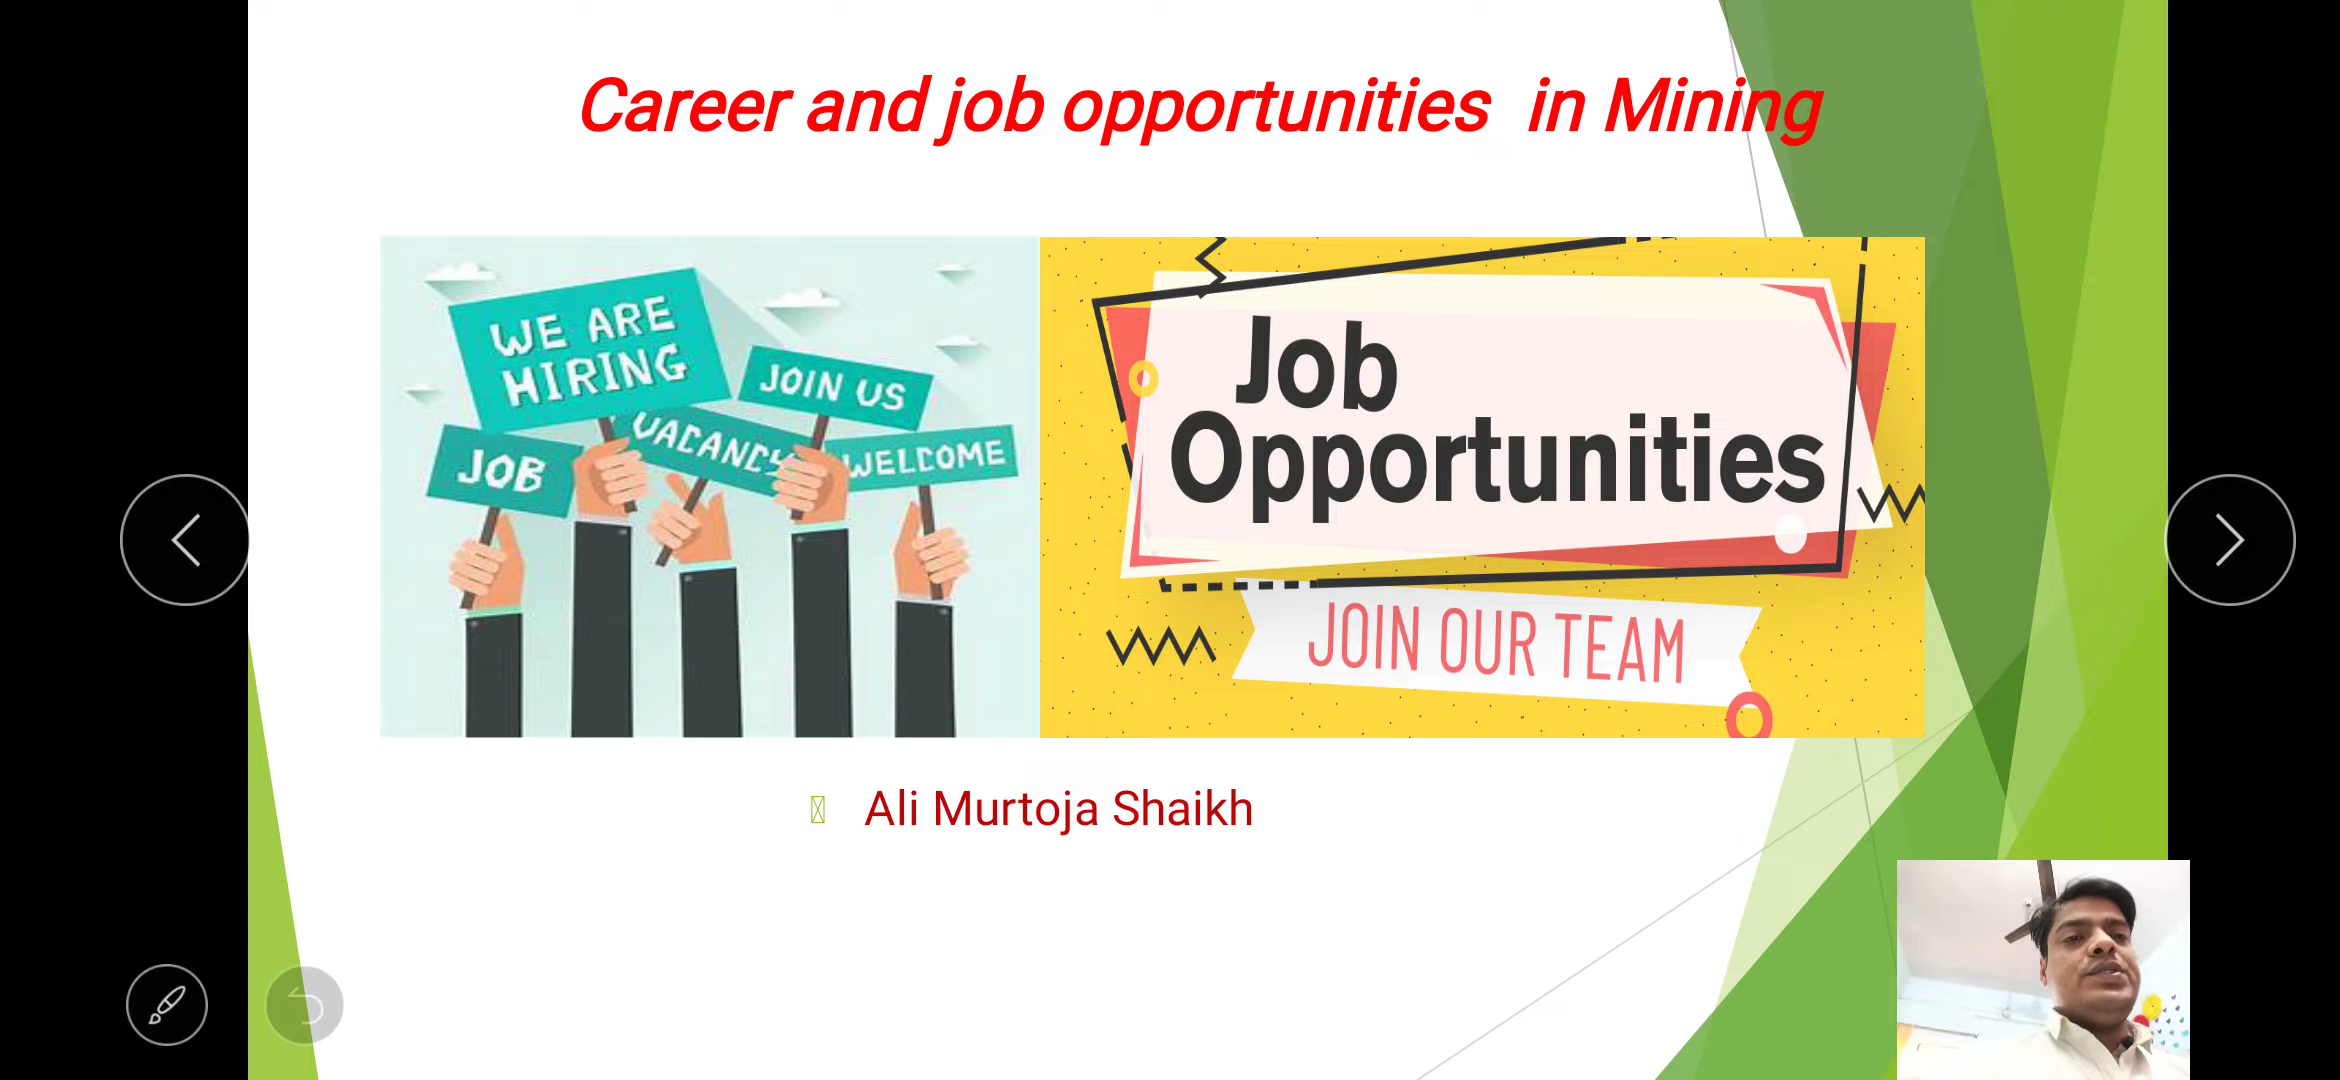 Career and job opportunities in Mining
WE ARE
HIRING
JOIN US
JOB
VACANCY
WELCOME
Job
Opportunities
JOIN OUR TEAM
Ali Murtoja Shaikh